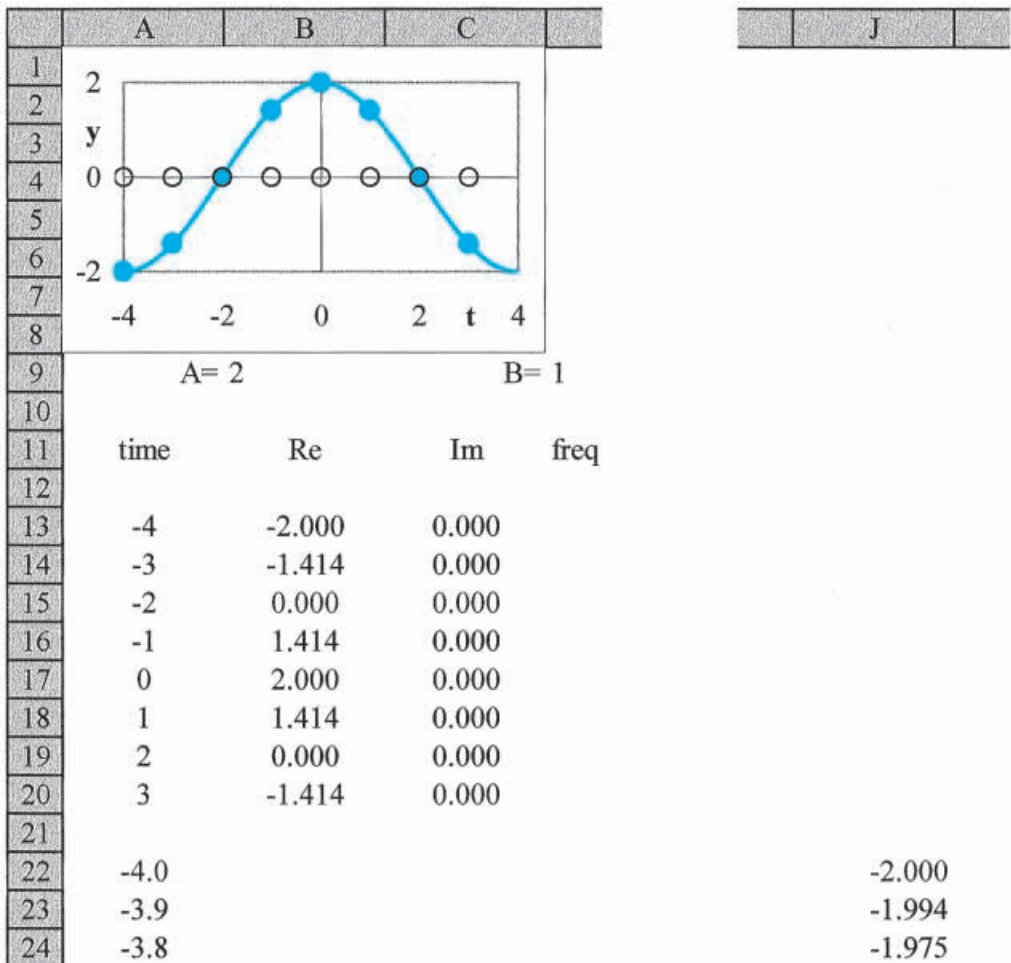 A B C J
1
2 2
3 y
4 0
5
6 -2
7
8 -4 -2 0 2 t 4
9 A= 2 B= 1
10
11 time Re Im freq
12
13 -4 -2.000 0.000
14 -3 -1.414 0.000
15 -2 0.000 0.000
16 -1 1.414 0.000
17 0 2.000 0.000
18 1 1.414 0.000
19 2 0.000 0.000
20 3 -1.414 0.000
21
22 -4.0 -2.000
23 -3.9 -1.994
24 -3.8 -1.975